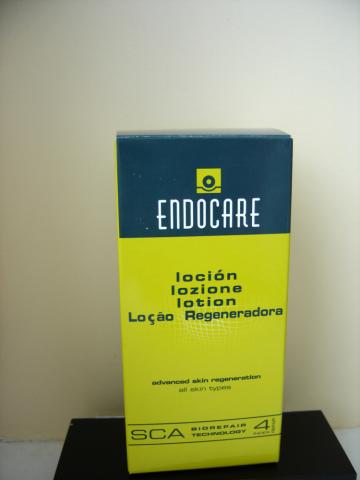 ENDOCARE
loción
lozione
lotion
Loção Regeneradora
advanced skin regeneration
all skin types
SCA BIOREPAIR TECHNOLOGY 4